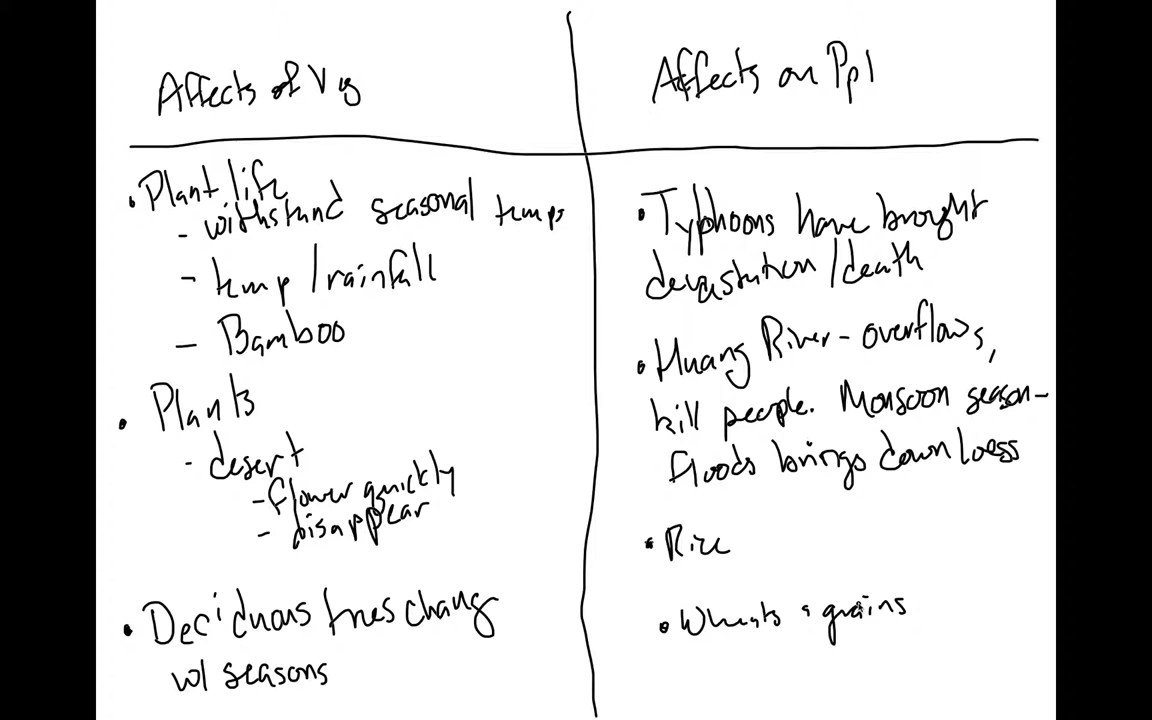 Affects of Vg
• Plant life
- withstand seasonal temps
- temp/rainfall
- Bamboo
• Plants
- desert
- flower quickly
- disappear
• Deciduous trees change
w/ seasons
Affects on Ppl
• Typhoons have brought
devastation/death
• Huang River - overflows,
kill people. Monsoon season-
floods brings down loess
• Rice
• Wheats & grains